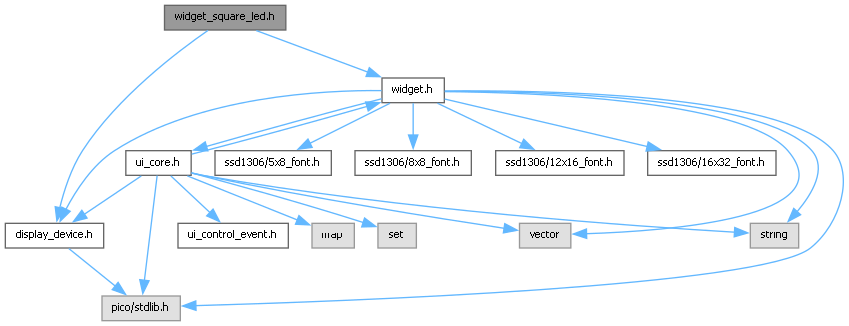 widget_square_led.h
widget.h
ui_core.h
ssd1306/5x8_font.h
ssd1306/8x8_font.h
ssd1306/12x16_font.h
ssd1306/16x32_font.h
display_device.h
ui_control_event.h
map
set
vector
string
pico/stdlib.h